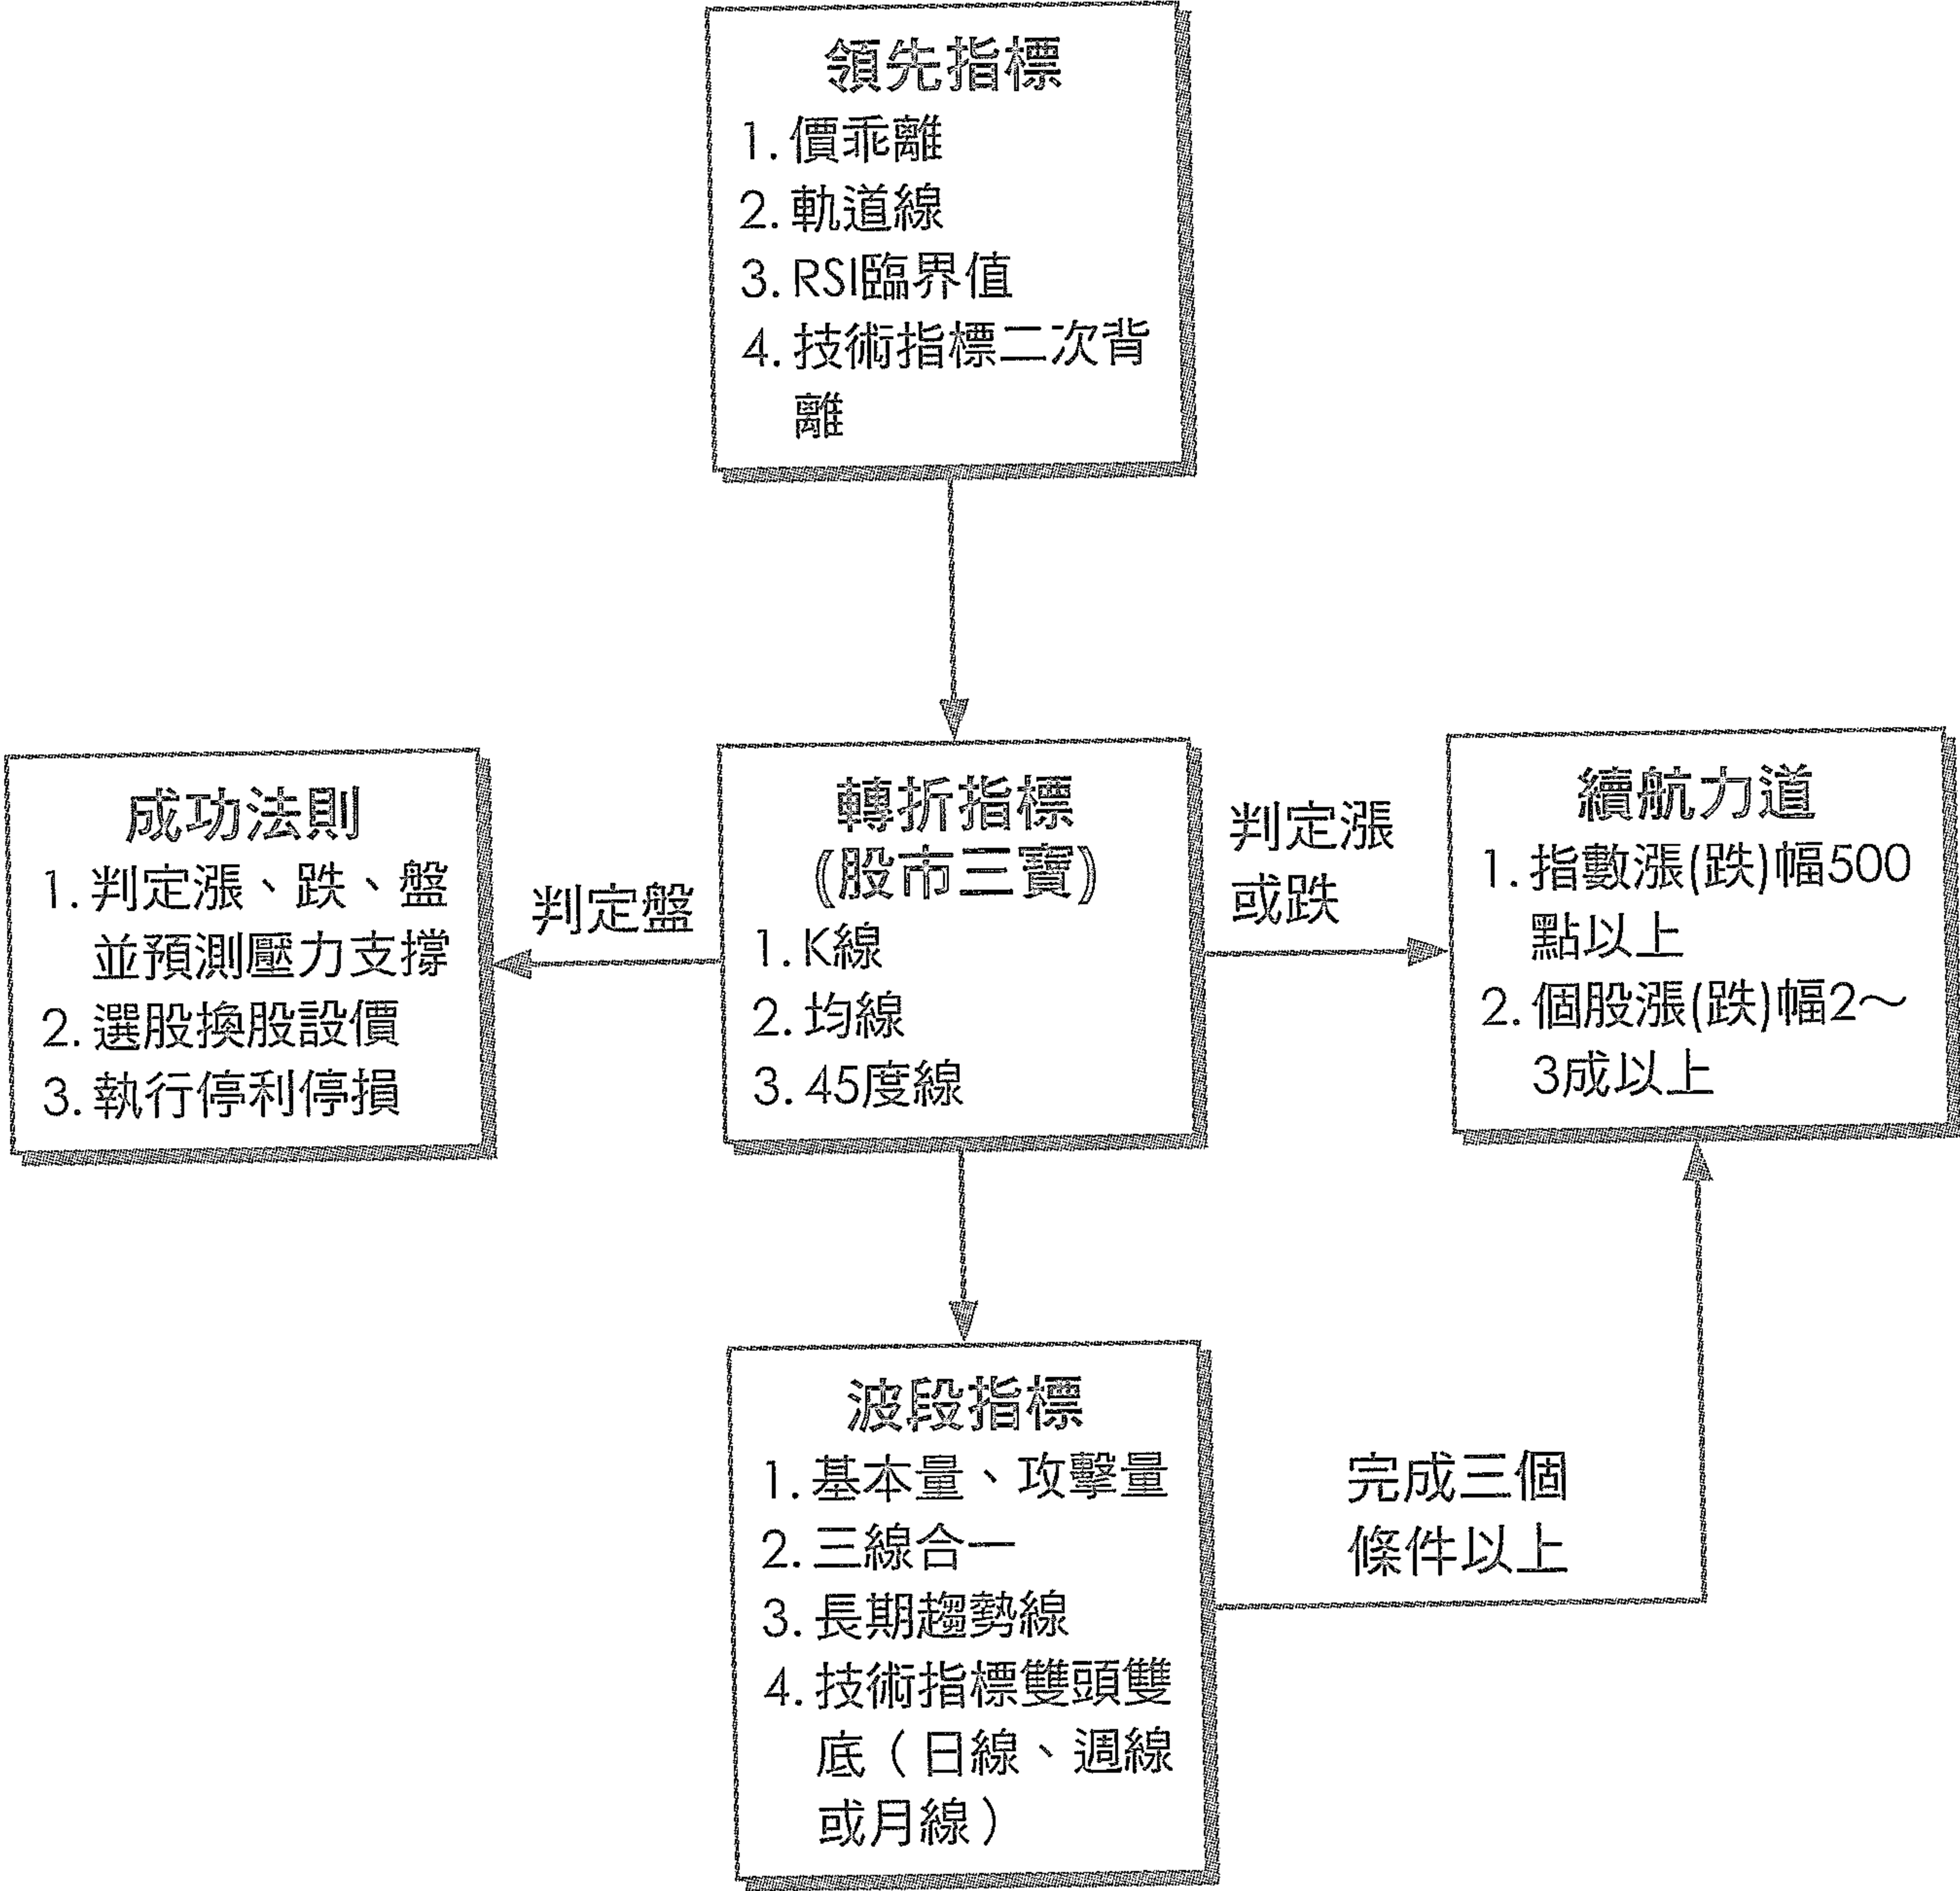 領先指標
1. 價乖離
2. 軌道線
3. RSI臨界值
4. 技術指標二次背
離
成功法則
1. 判定漲、跌、盤
並預測壓力支撐
2. 選股換股設價
3. 執行停利停損
判定盤
轉折指標
(股市三寶)
1. K線
2. 均線
3. 45度線
判定漲
或跌
續航力道
1. 指數漲(跌)幅500
點以上
2. 個股漲(跌)幅2～
3成以上
波段指標
1. 基本量、攻擊量
2. 三線合一
3. 長期趨勢線
4. 技術指標雙頭雙
底（日線、週線
或月線）
完成三個
條件以上